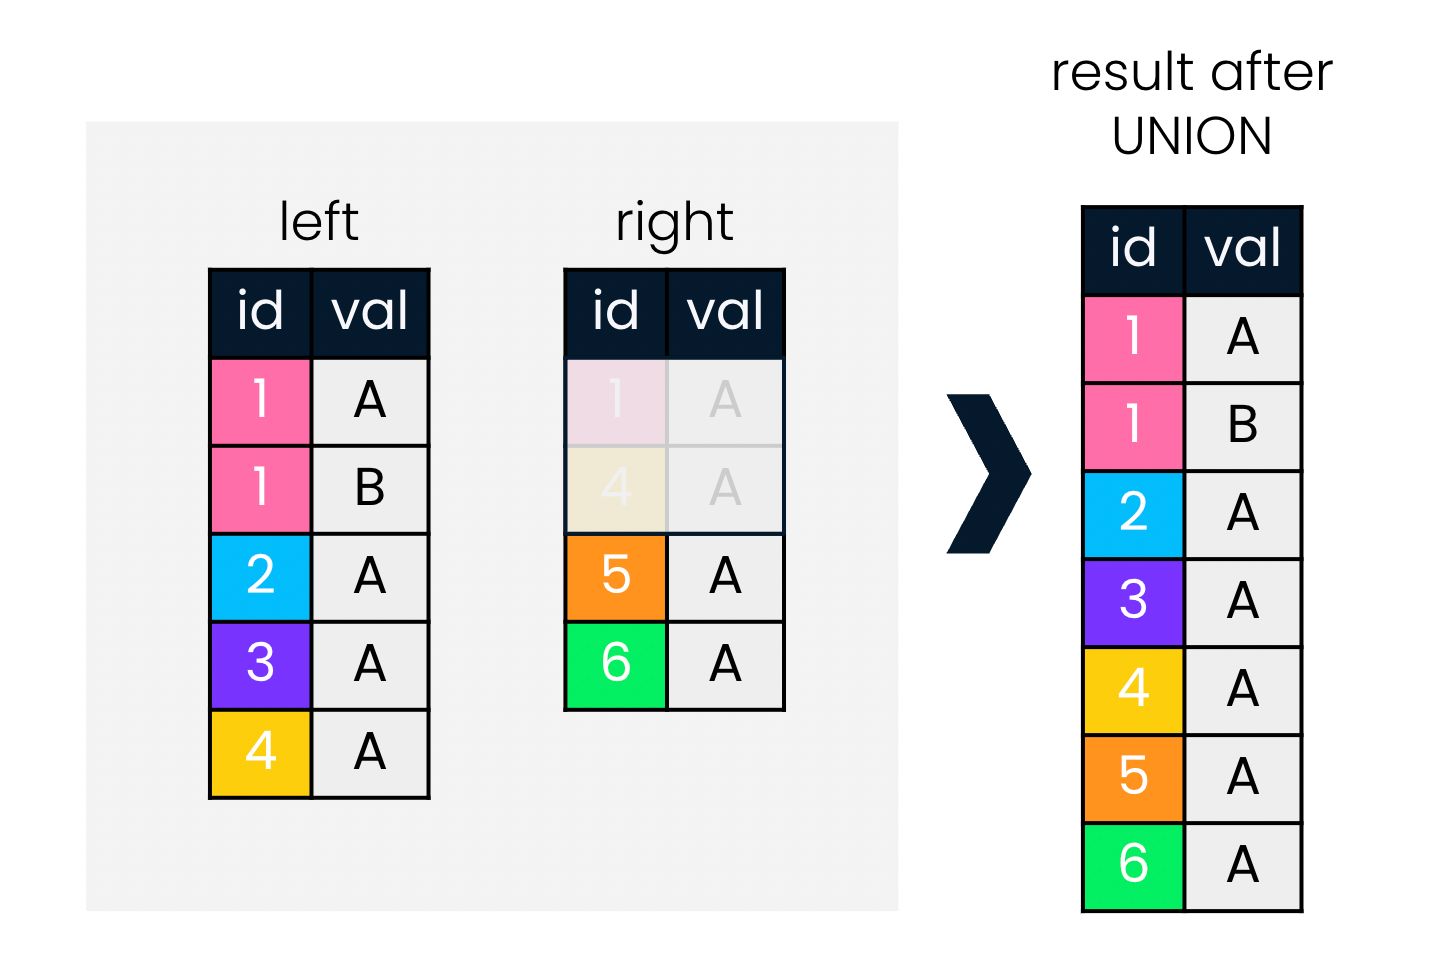 result after
UNION
left
right
id val
id val
id val
1 A
1 A
1 A
1 B
4 A
1 B
2 A
5 A
2 A
3 A
6 A
3 A
4 A
4 A
5 A
6 A